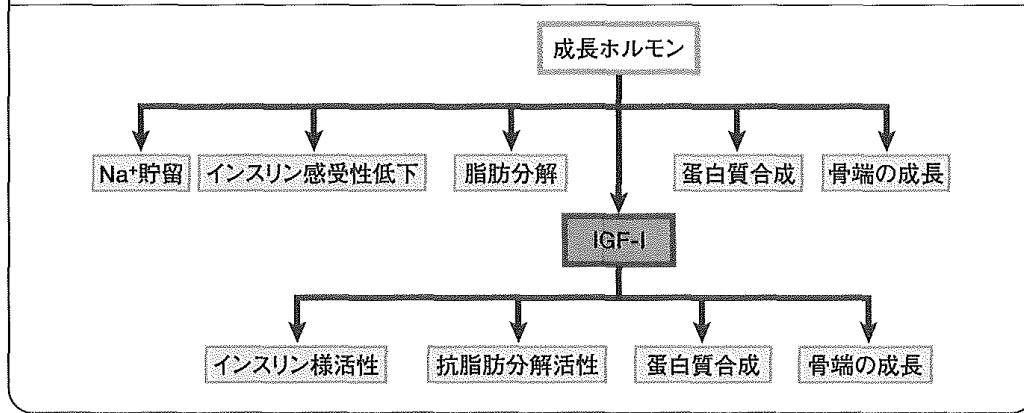 成長ホルモン
Na⁺貯留 インスリン感受性低下 脂肪分解 蛋白質合成 骨端の成長
IGF-I
インスリン様活性 抗脂肪分解活性 蛋白質合成 骨端の成長